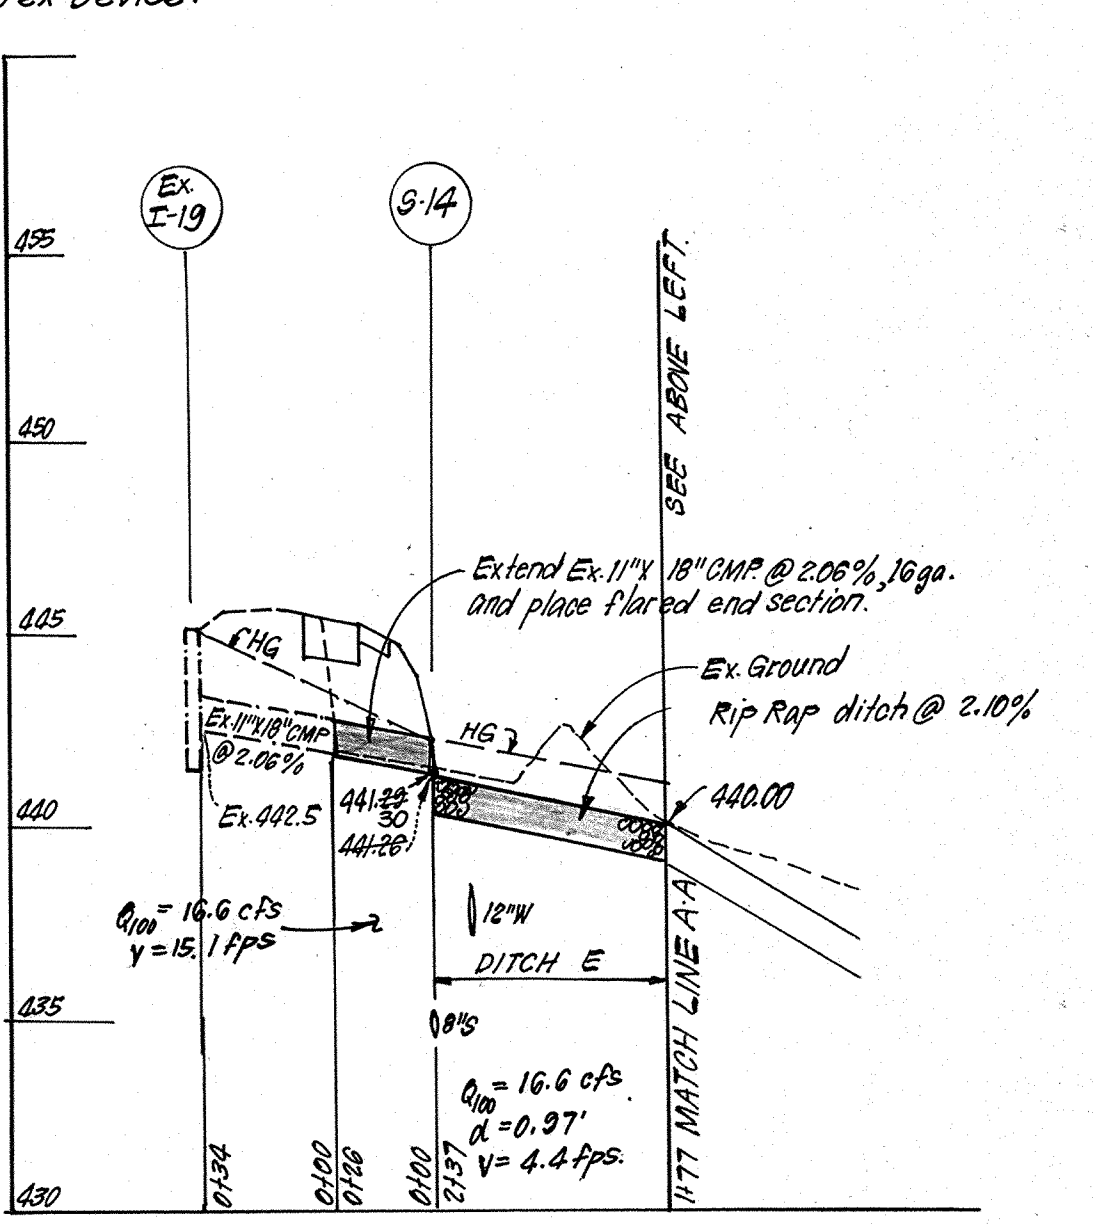 Ex.
I-19
S-14
455
450
445
440
435
430
SEE ABOVE LEFT.
Extend Ex. 11"X 18" CMP. @ 2.06%, 16ga.
and place flared end section.
HG
Ex. Ground
Rip Rap ditch @ 2.10%
HG
Ex. 11"X18" CMP
@ 2.06%
Ex. 442.5
441.29
30
441.26
440.00
Q100 = 16.6 cfs
v = 15.1 fps
12"W
DITCH E
8"S
Q100 = 16.6 cfs
d = 0.97'
V = 4.4 fps.
0+34
0+00
0+26
0+00
2+37
1+77 MATCH LINE A-A